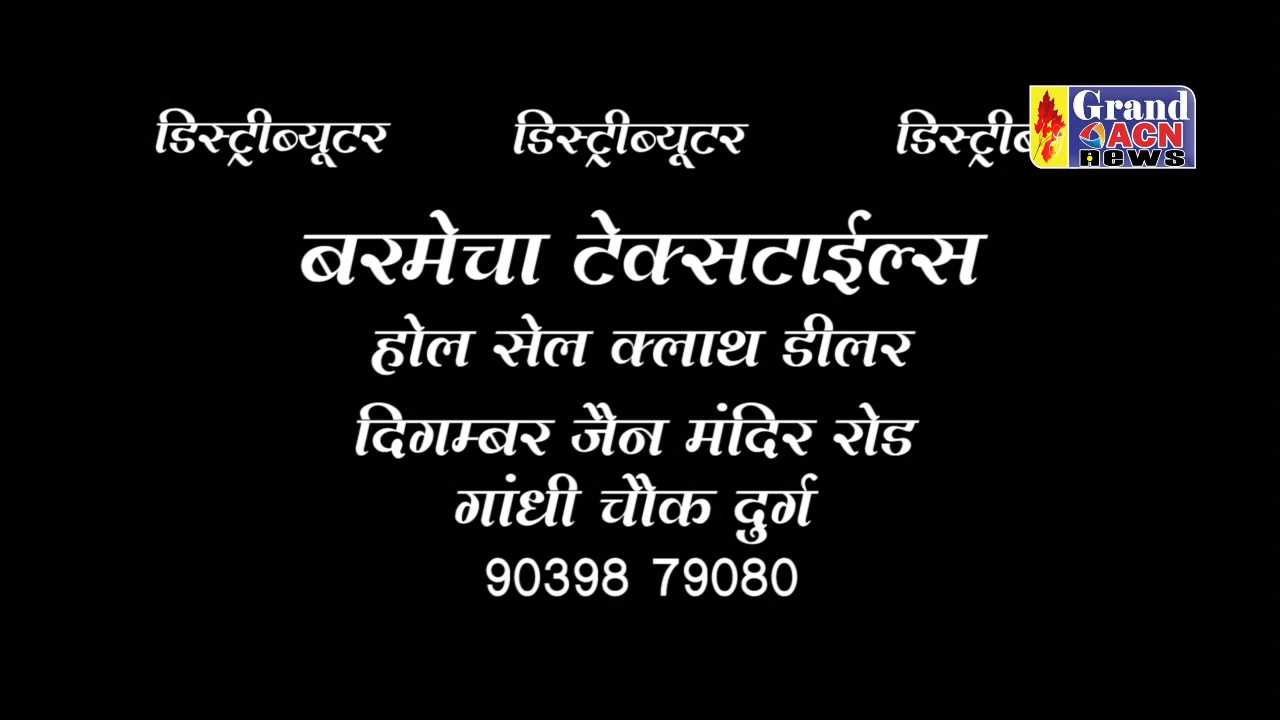 डिस्ट्रीब्यूटर डिस्ट्रीब्यूटर
Grand
ACN
news
बरमेचा टेक्सटाईल्स
होल सेल क्लाथ डीलर
दिगम्बर जैन मंदिर रोड
गांधी चौक दुर्ग
90398 79080